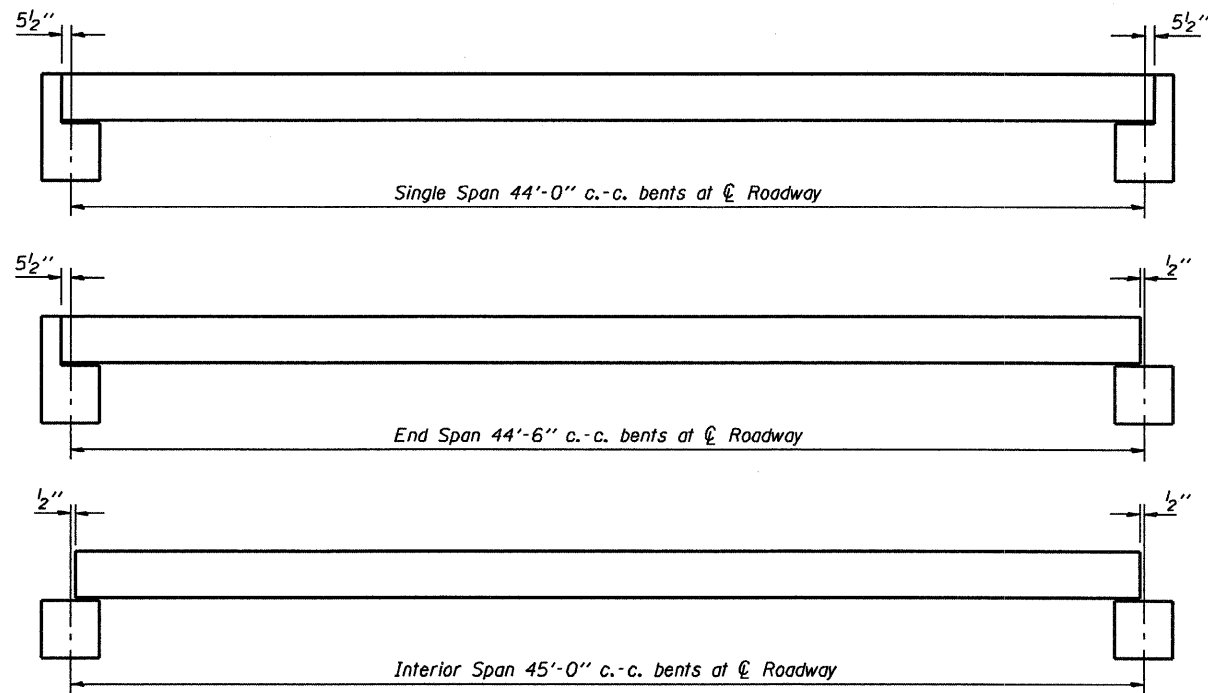 5½" 5½"
Single Span 44'-0" c.-c. bents at ℄ Roadway
5½" ½"
End Span 44'-6" c.-c. bents at ℄ Roadway
½" ½"
Interior Span 45'-0" c.-c. bents at ℄ Roadway